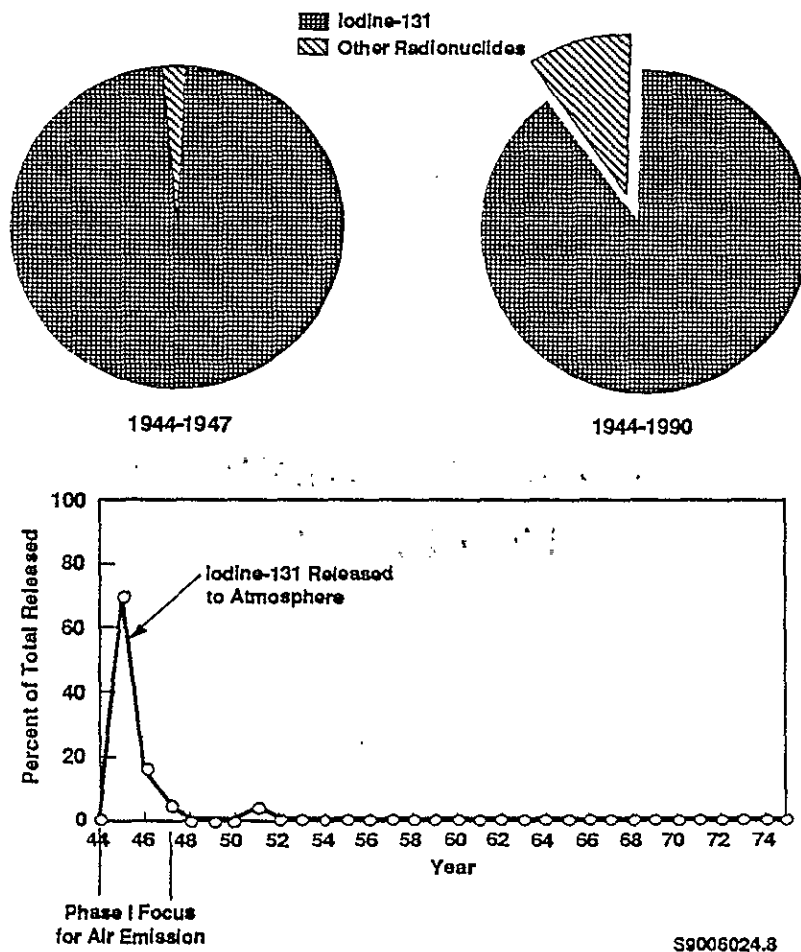 Iodine-131
Other Radionuclides
1944-1947
1944-1990
100
80
60
40
20
0
Percent of Total Released
Iodine-131 Released
to Atmosphere
44 46 48 50 52 54 56 58 60 62 64 66 68 70 72 74
Year
Phase I Focus
for Air Emission
S9006024.8